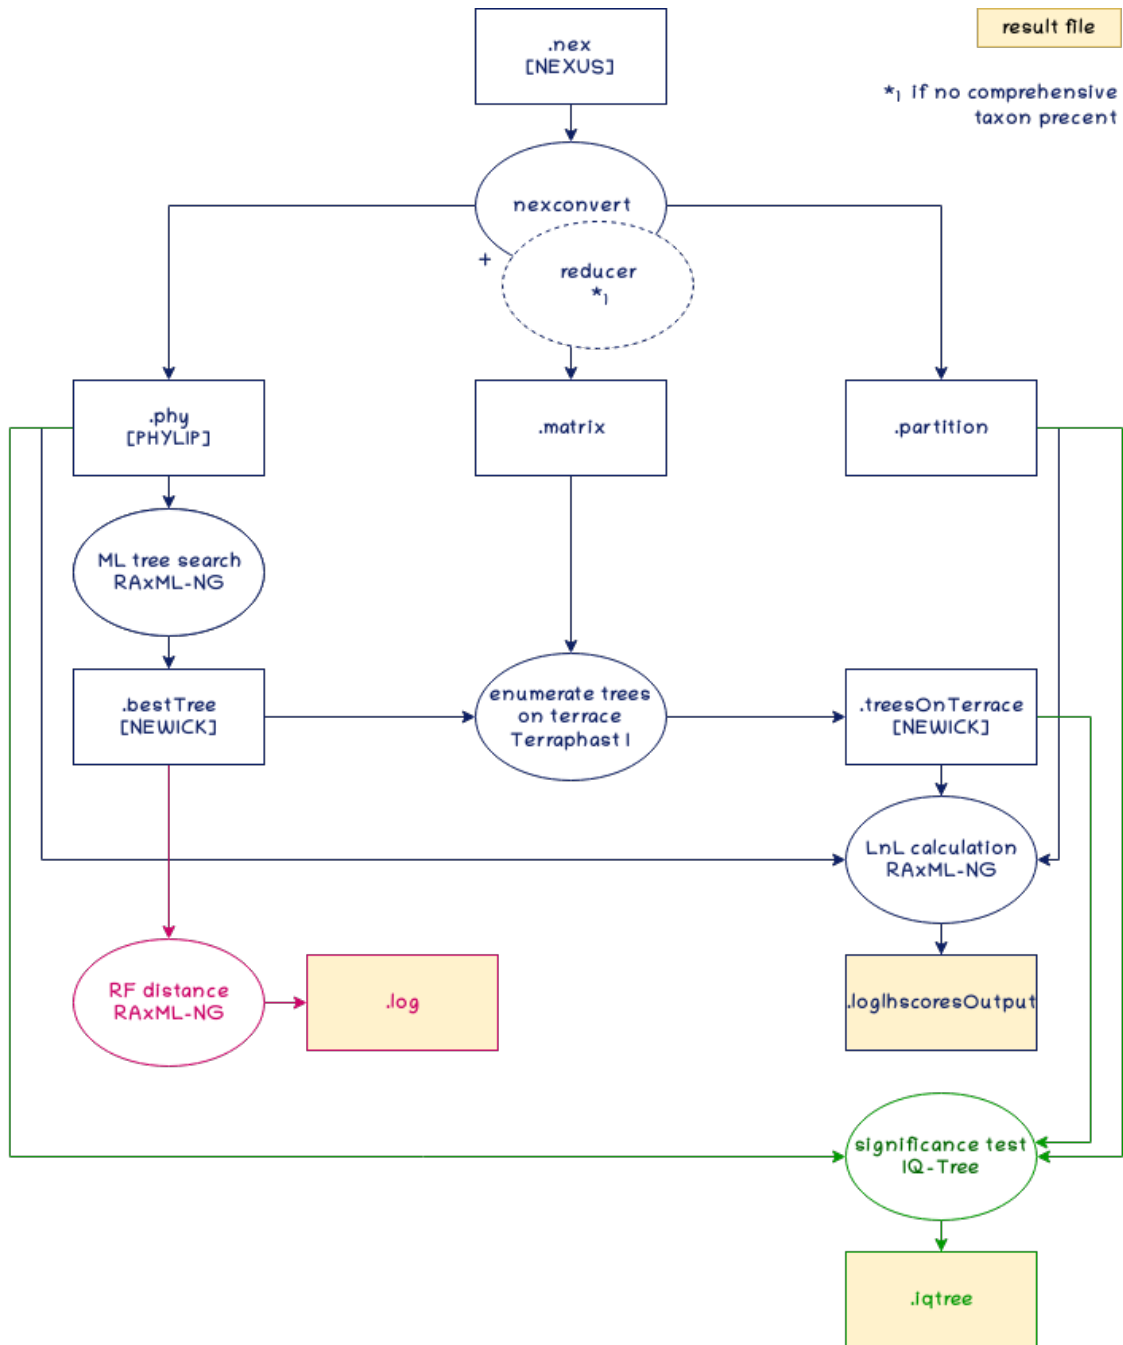 .nex
[NEXUS]
result file
*1 if no comprehensive
taxon precent
nexconvert
+
reducer
*1
.phy
[PHYLIP]
.matrix
.partition
ML tree search
RAxML-NG
.bestTree
[NEWICK]
enumerate trees
on terrace
Terraphast I
.treesOnTerrace
[NEWICK]
LnL calculation
RAxML-NG
RF distance
RAxML-NG
.log
.loglhscoresOutput
significance test
IQ-Tree
.iqtree